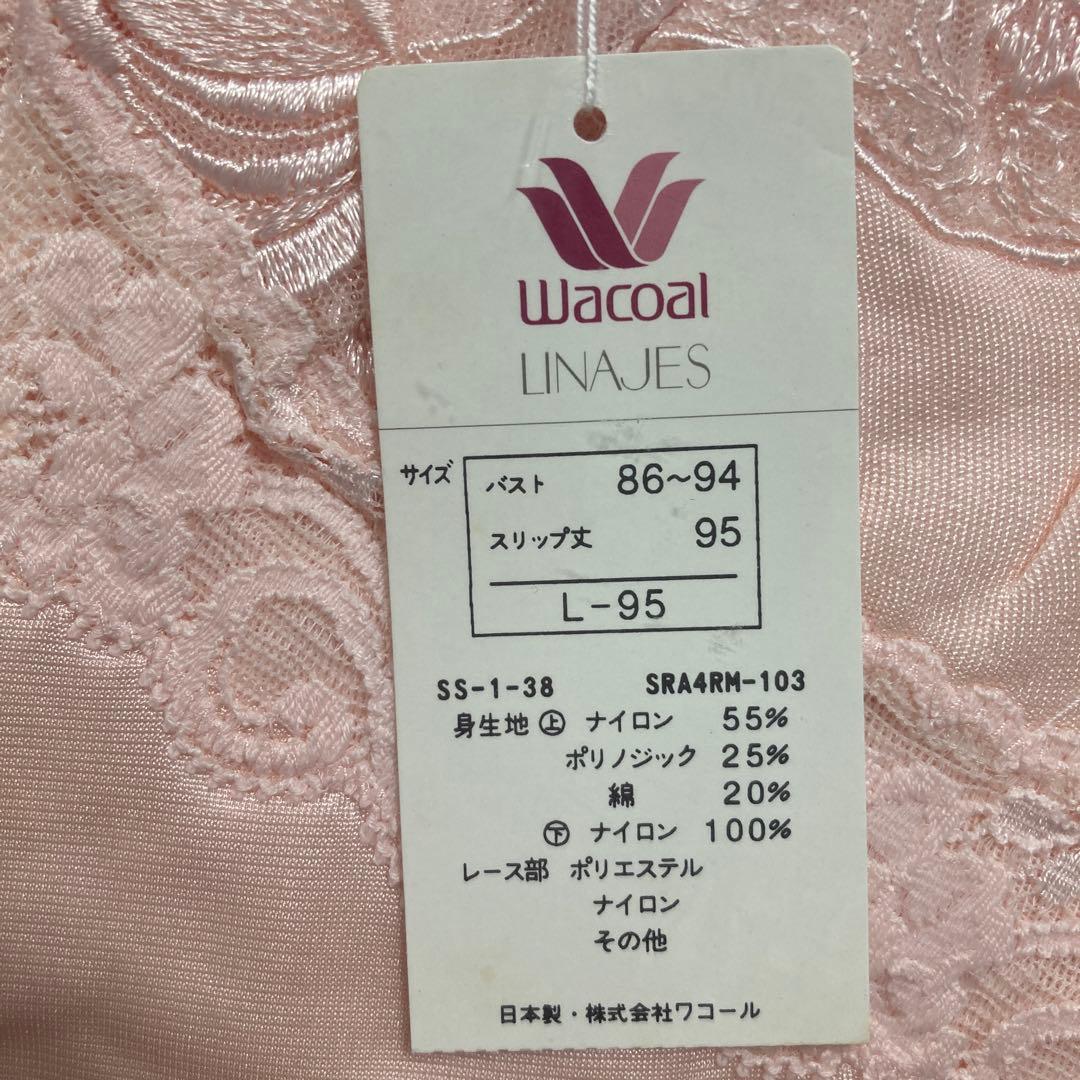 Wacoal
LINAJES
サイズ
バスト 86~94
スリップ丈 95
L-95
SS-1-38 SRA4RM-103
身生地 ㊤ ナイロン 55%
ポリノジック 25%
綿 20%
㊦ ナイロン 100%
レース部 ポリエステル
ナイロン
その他
日本製・株式会社ワコール